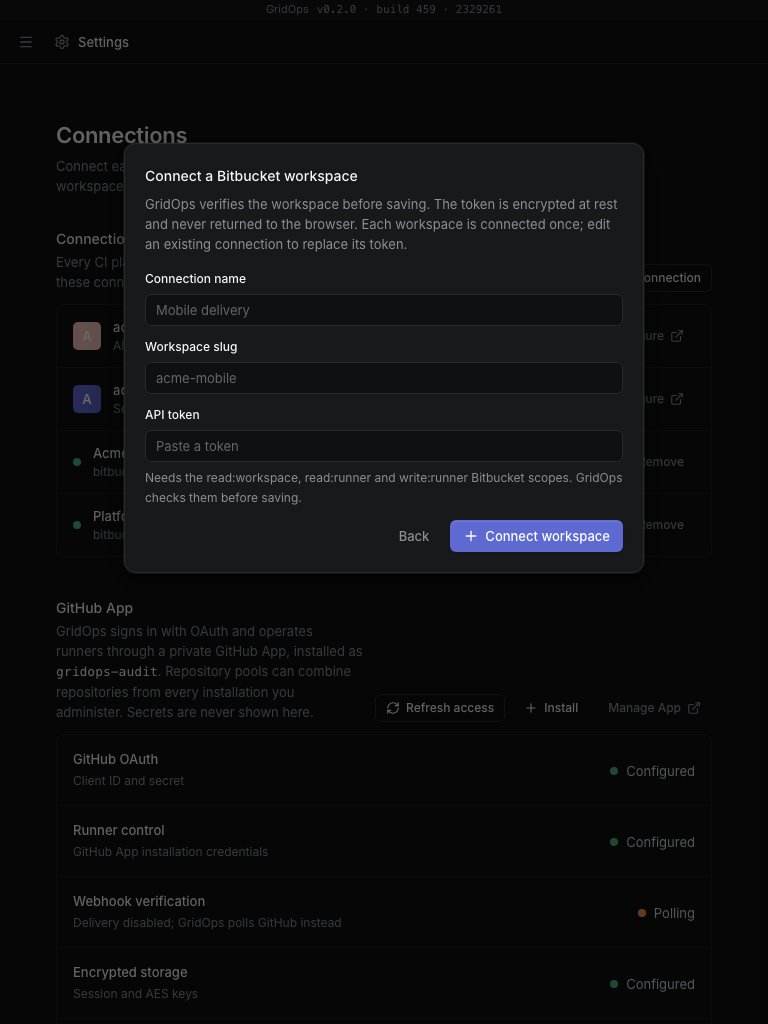 GridOps v0.2.0 · build 459 · 2329261
Settings
Connections
Connect
workspace
Connect a Bitbucket workspace
GridOps verifies the workspace before saving. The token is encrypted at rest
and never returned to the browser. Each workspace is connected once; edit
an existing connection to replace its token.
Connection name
Mobile delivery
Workspace slug
acme-mobile
API token
Paste a token
Needs the read:workspace, read:runner and write:runner Bitbucket scopes. GridOps
checks them before saving.
Back
Connect workspace
Every CI
these
A
A
GitHub App
GridOps signs in with OAuth and operates
runners through a private GitHub App, installed as
gridops-audit. Repository pools can combine
repositories from every installation you
administer. Secrets are never shown here.
Refresh access
Install
Manage App
GitHub OAuth
Client ID and secret
Configured
Runner control
GitHub App installation credentials
Configured
Webhook verification
Delivery disabled; GridOps polls GitHub instead
Polling
Encrypted storage
Session and AES keys
Configured